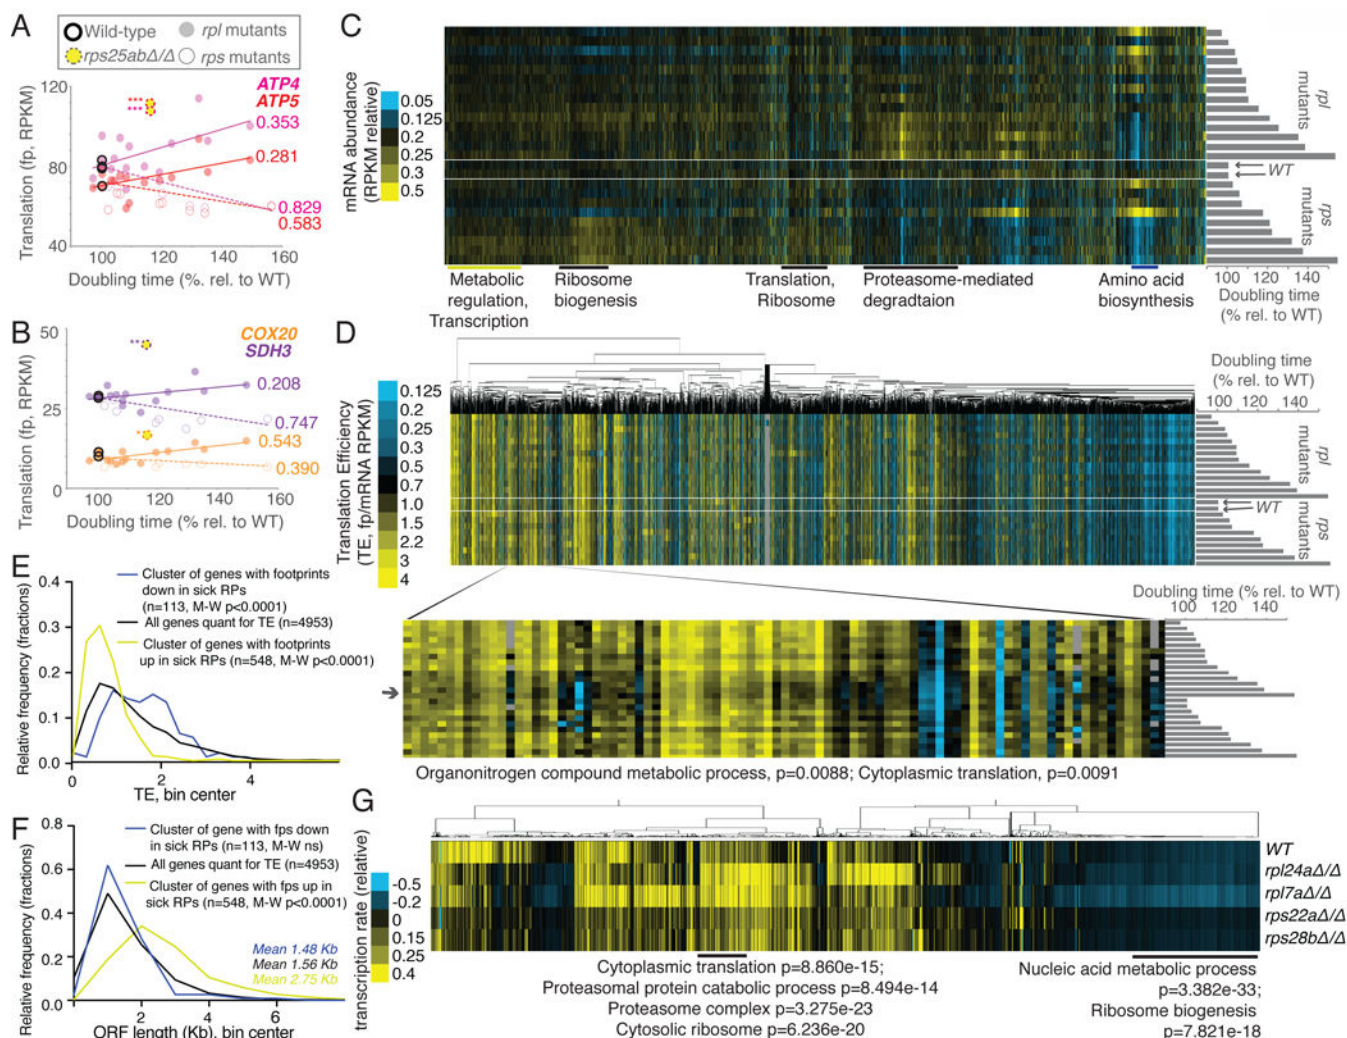 A
Wild-type
rpl mutants
rps25abΔ/Δ
rps mutants
Translation (fp, RPKM)
120
80
40
ATP4
ATP5
***
***
0.353
0.281
0.829
0.583
100
120
140
160
Doubling time (%. rel. to WT)
B
Translation (fp, RPKM)
50
25
0
COX20
SDH3
0.208
0.747
0.543
0.390
100
120
140
160
Doubling time (% rel. to WT)
C
mRNA abundance
(RPKM relative)
0.05
0.125
0.2
0.25
0.3
0.5
rpl
mutants
WT
rps
mutants
100
120
150
Doubling time
(% rel. to WT)
Metabolic
regulation,
Transcription
Ribosome
biogenesis
Translation,
Ribosome
Proteasome-mediated
degradtaion
Amino acid
biosynthesis
D
Translation Efficiency
(TE, fp/mRNA RPKM)
0.125
0.2
0.25
0.3
0.5
0.7
1.0
1.5
2.2
3
4
Doubling time
(% rel. to WT)
100
120
150
rpl
mutants
WT
rps
mutants
Doubling time (% rel. to WT)
100
120
150
Organonitrogen compound metabolic process, p=0.0088; Cytoplasmic translation, p=0.0091
E
Relative frequency (fractions)
0.4
0.3
0.2
0.1
0.0
Cluster of genes with footprints
down in sick RPs
(n=113, M-W p<0.0001)
All genes quant for TE (n=4953)
Cluster of genes with footprints
up in sick RPs (n=548, M-W p<0.0001)
0
2
4
TE, bin center
F
Relative frequency (fractions)
0.8
0.6
0.4
0.2
0.0
Cluster of gene with fps down
in sick RPs (n=113, M-W ns)
All genes quant for TE (n=4953)
Cluster of genes with fps up in
sick RPs (n=548, M-W p<0.0001)
Mean 1.48 Kb
Mean 1.56 Kb
Mean 2.75 Kb
0
2
4
6
ORF length (Kb), bin center
G
transcription rate (relative)
-0.5
-0.2
0
0.15
0.25
0.4
WT
rpl24aΔ/Δ
rpl7aΔ/Δ
rps22aΔ/Δ
rps28bΔ/Δ
Cytoplasmic translation p=8.860e-15;
Proteasomal protein catabolic process p=8.494e-14
Proteasome complex p=3.275e-23
Cytosolic ribosome p=6.236e-20
Nucleic acid metabolic process
p=3.382e-33;
Ribosome biogenesis
p=7.821e-18